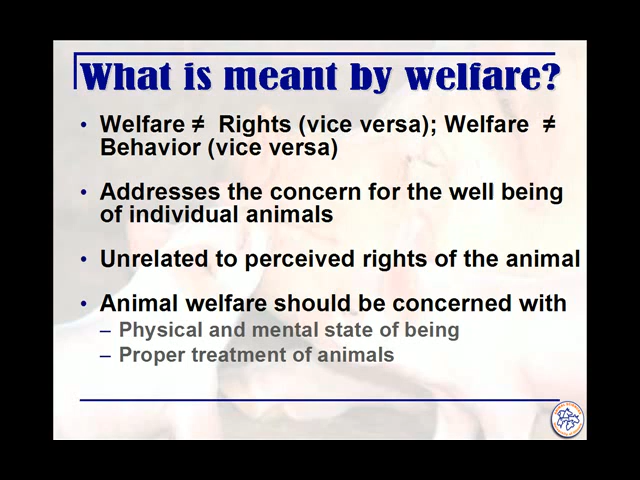 What is meant by welfare?
• Welfare ≠ Rights (vice versa); Welfare ≠
Behavior (vice versa)
• Addresses the concern for the well being
of individual animals
• Unrelated to perceived rights of the animal
• Animal welfare should be concerned with
– Physical and mental state of being
– Proper treatment of animals